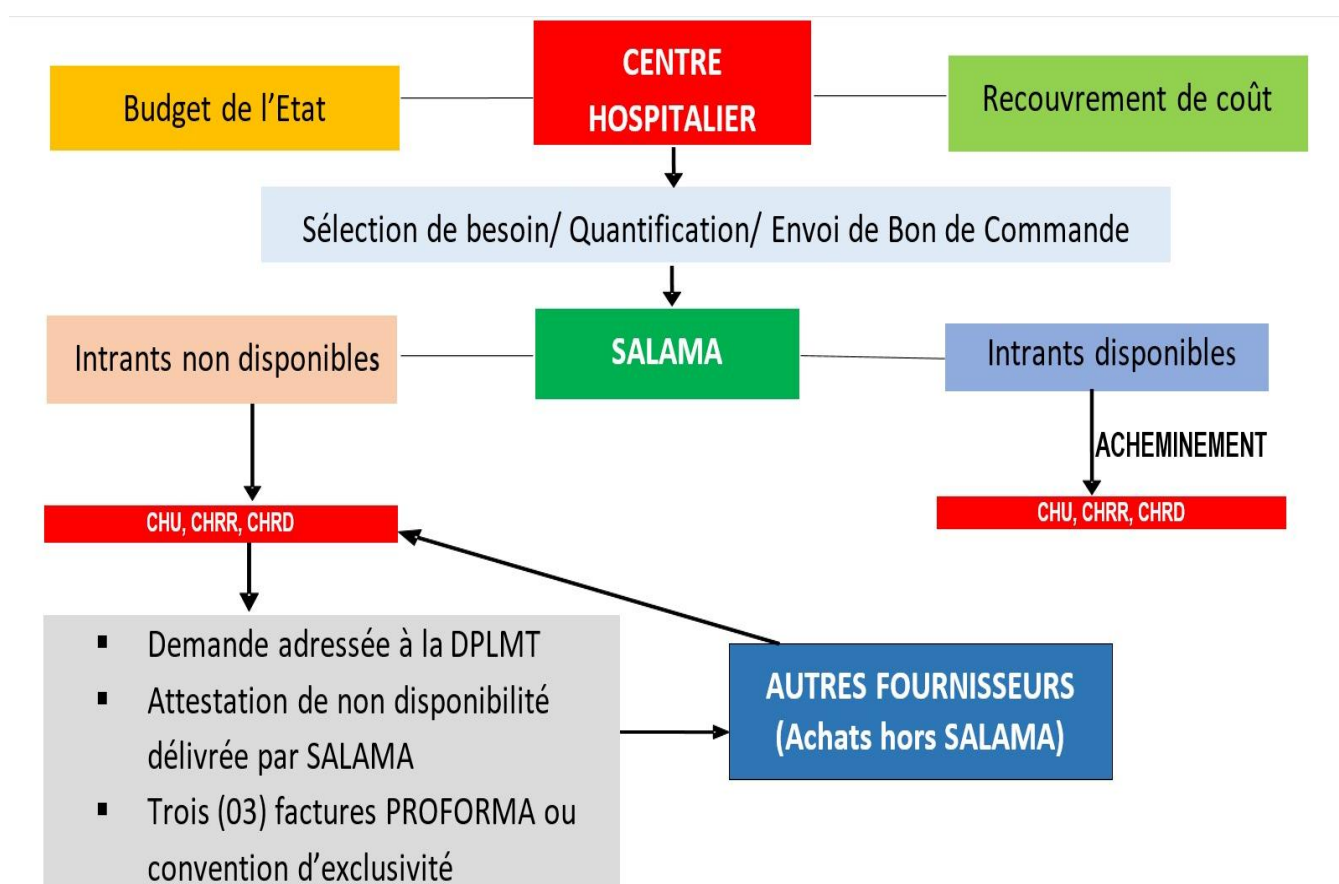 CENTRE
HOSPITALIER
Budget de l'Etat
Recouvrement de coût
Sélection de besoin/ Quantification/ Envoi de Bon de Commande
Intrants non disponibles
SALAMA
Intrants disponibles
ACHEMINEMENT
CHU, CHRR, CHRD
CHU, CHRR, CHRD
▪ Demande adressée à la DPLMT
▪ Attestation de non disponibilité
délivrée par SALAMA
▪ Trois (03) factures PROFORMA ou
convention d'exclusivité
AUTRES FOURNISSEURS
(Achats hors SALAMA)